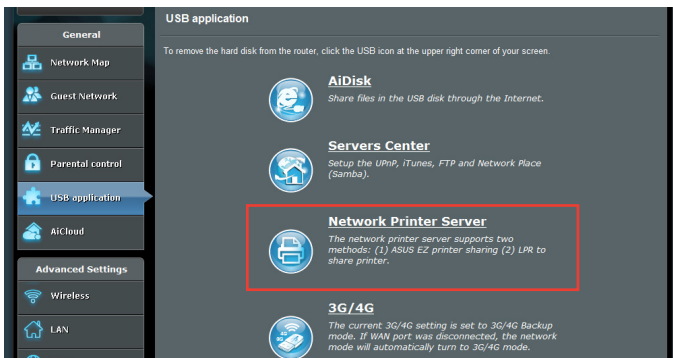 USB application
General
To remove the hard disk from the router, click the USB icon at the upper right corner of your screen.
Network Map
Guest Network
Traffic Manager
Parental control
USB application
AiCloud
Advanced Settings
Wireless
LAN
AiDisk
Share files in the USB disk through the Internet.
Servers Center
Setup the UPnP, iTunes, FTP and Network Place
(Samba).
Network Printer Server
The network printer server supports two
methods: (1) ASUS EZ printer sharing (2) LPR to
share printer.
3G/4G
The current 3G/4G setting is set to 3G/4G Backup
mode. If WAN port was disconnected, the network
mode will automatically turn to 3G/4G mode.